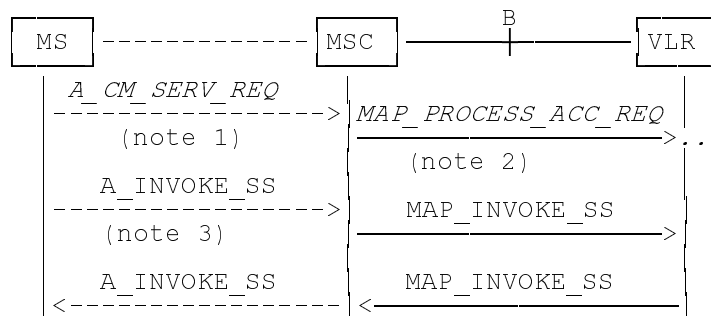 B
MS MSC VLR
A_CM_SERV_REQ
MAP_PROCESS_ACC_REQ
(note 1)
..
(note 2)
A_INVOKE_SS
MAP_INVOKE_SS
(note 3)
A_INVOKE_SS MAP_INVOKE_SS